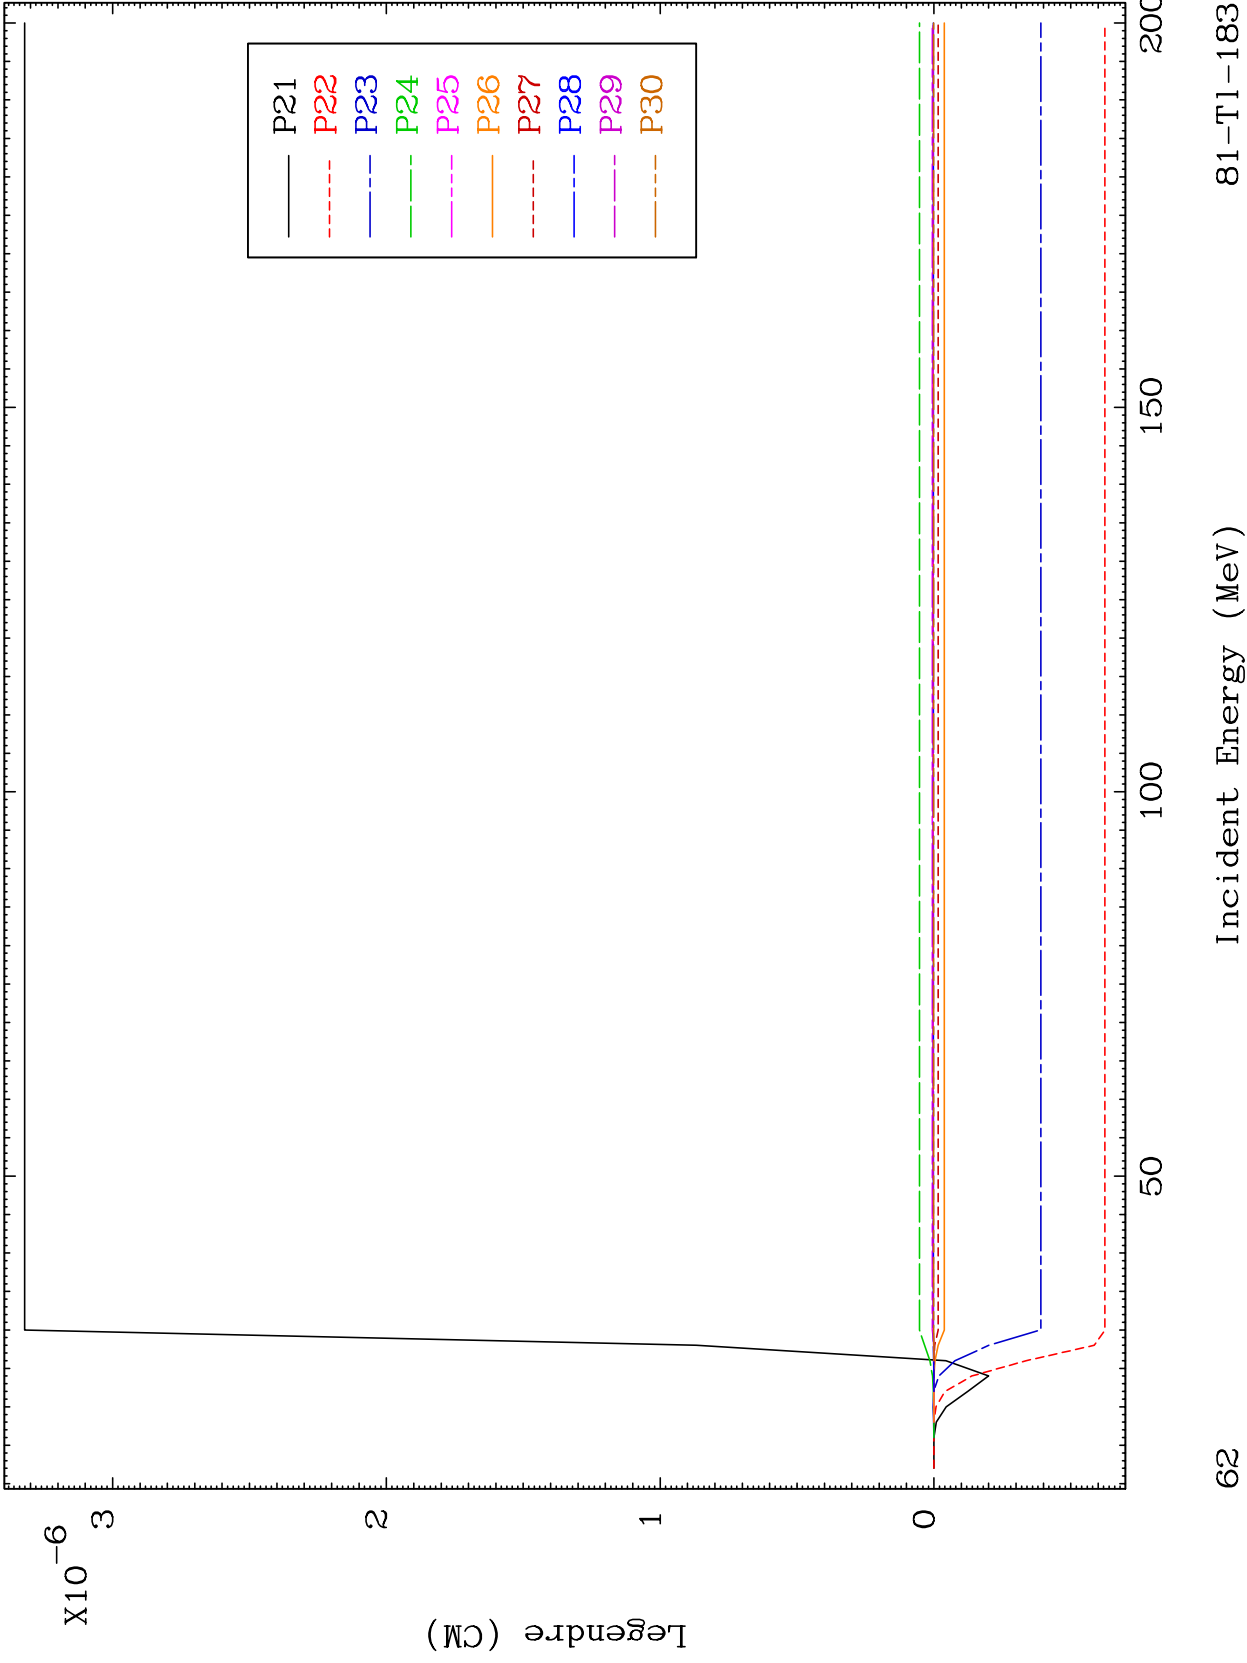 X10-6
3
2
1
0
Legendre (CM)
P21
P22
P23
P24
P25
P26
P27
P28
P29
P30
50
100
150
200
Incident Energy (MeV)
62
81-Tl-183